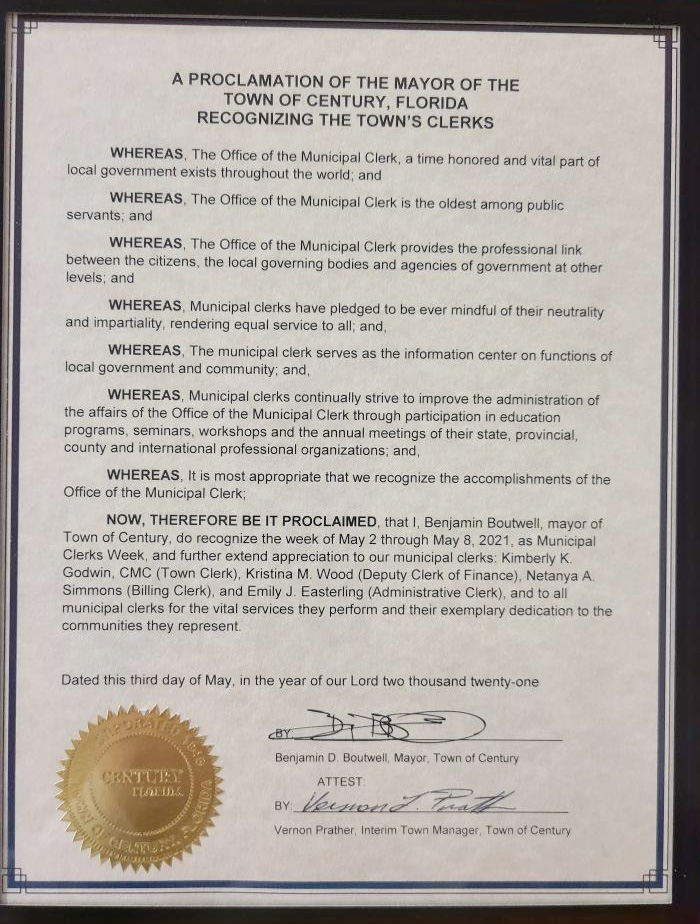 A PROCLAMATION OF THE MAYOR OF THE
TOWN OF CENTURY, FLORIDA
RECOGNIZING THE TOWN'S CLERKS
WHEREAS, The Office of the Municipal Clerk, a time honored and vital part of
local government exists throughout the world; and
WHEREAS, The Office of the Municipal Clerk is the oldest among public
servants; and
WHEREAS, The Office of the Municipal Clerk provides the professional link
between the citizens, the local governing bodies and agencies of government at other
levels; and
WHEREAS, Municipal clerks have pledged to be ever mindful of their neutrality
and impartiality, rendering equal service to all; and,
WHEREAS, The municipal clerk serves as the information center on functions of
local government and community; and,
WHEREAS, Municipal clerks continually strive to improve the administration of
the affairs of the Office of the Municipal Clerk through participation in education
programs, seminars, workshops and the annual meetings of their state, provincial,
county and international professional organizations; and,
WHEREAS, It is most appropriate that we recognize the accomplishments of the
Office of the Municipal Clerk;
NOW, THEREFORE BE IT PROCLAIMED, that I, Benjamin Boutwell, mayor of
Town of Century, do recognize the week of May 2 through May 8, 2021, as Municipal
Clerks Week, and further extend appreciation to our municipal clerks: Kimberly K.
Godwin, CMC (Town Clerk), Kristina M. Wood (Deputy Clerk of Finance), Netanya A.
Simmons (Billing Clerk), and Emily J. Easterling (Administrative Clerk), and to all
municipal clerks for the vital services they perform and their exemplary dedication to the
communities they represent.
Dated this third day of May, in the year of our Lord two thousand twenty-one
BY:
Benjamin D. Boutwell, Mayor, Town of Century
ATTEST:
BY: Vernon L. Prather
Vernon Prather, Interim Town Manager, Town of Century
CENTURY
FLORIDA